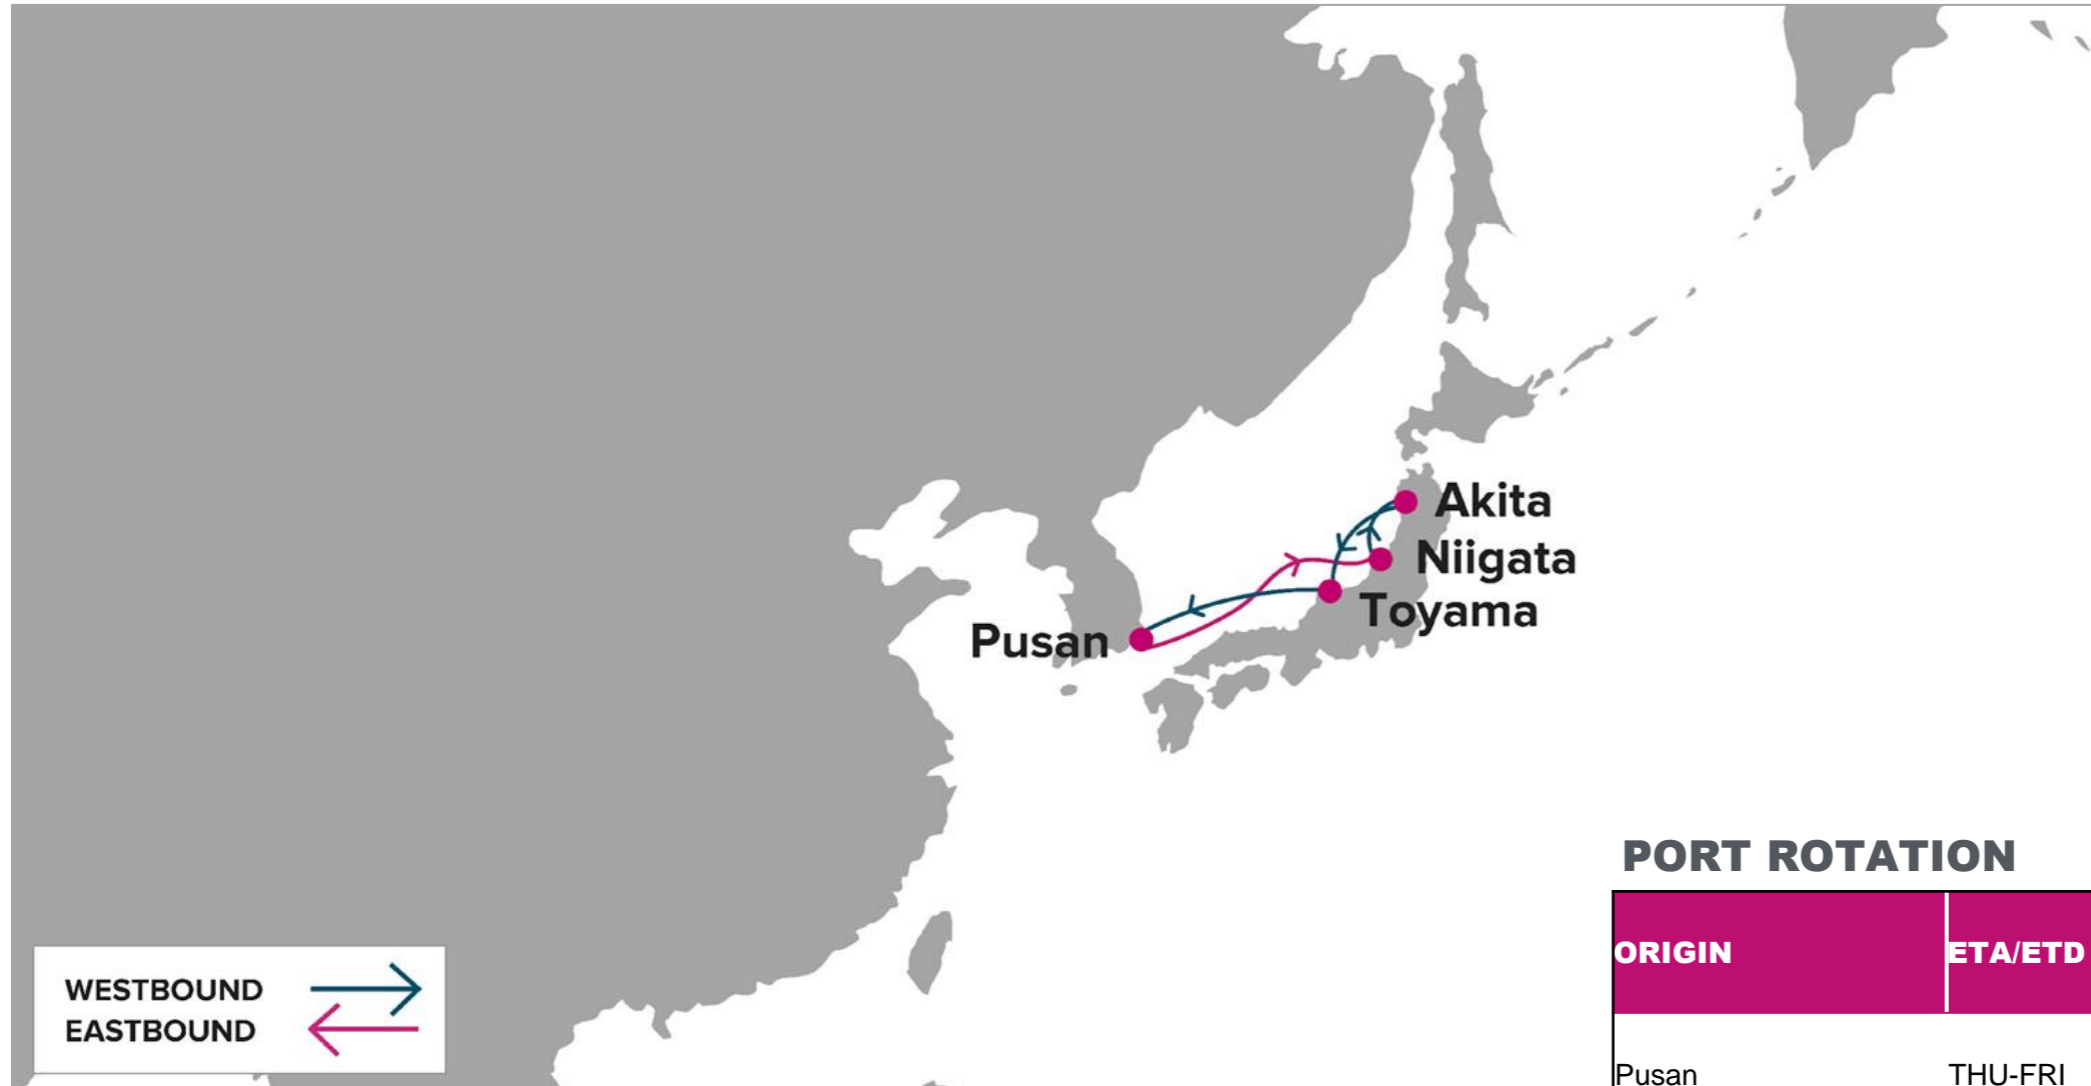 Akita
Niigata
Toyama
Pusan
PORT ROTATION
ORIGIN ETA/ETD
Pusan THU-FRI
WESTBOUND
EASTBOUND